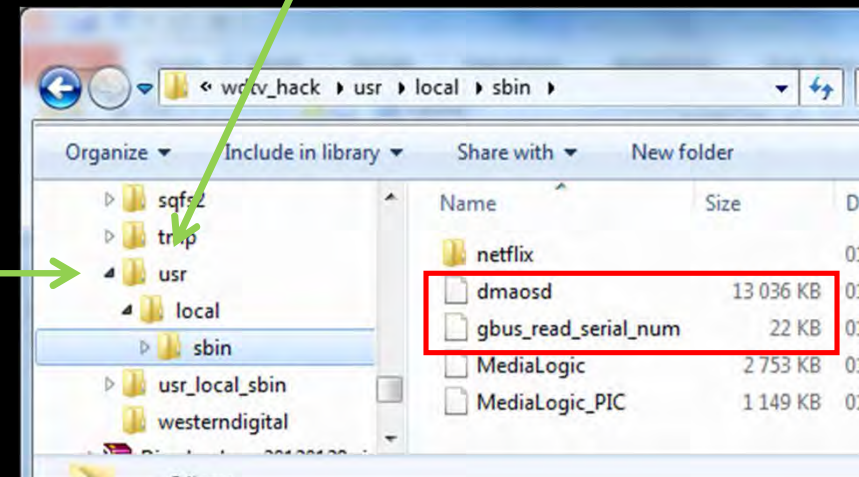 « wdtv_hack ▸ usr ▸ local ▸ sbin ▸
Organize ▾ Include in library ▾ Share with ▾ New folder
sqfs2
tmp
usr
local
sbin
usr_local_sbin
westerndigital
Name Size D
netflix
dmaosd 13 036 KB
gbus_read_serial_num 22 KB
MediaLogic 2 753 KB
MediaLogic_PIC 1 149 KB